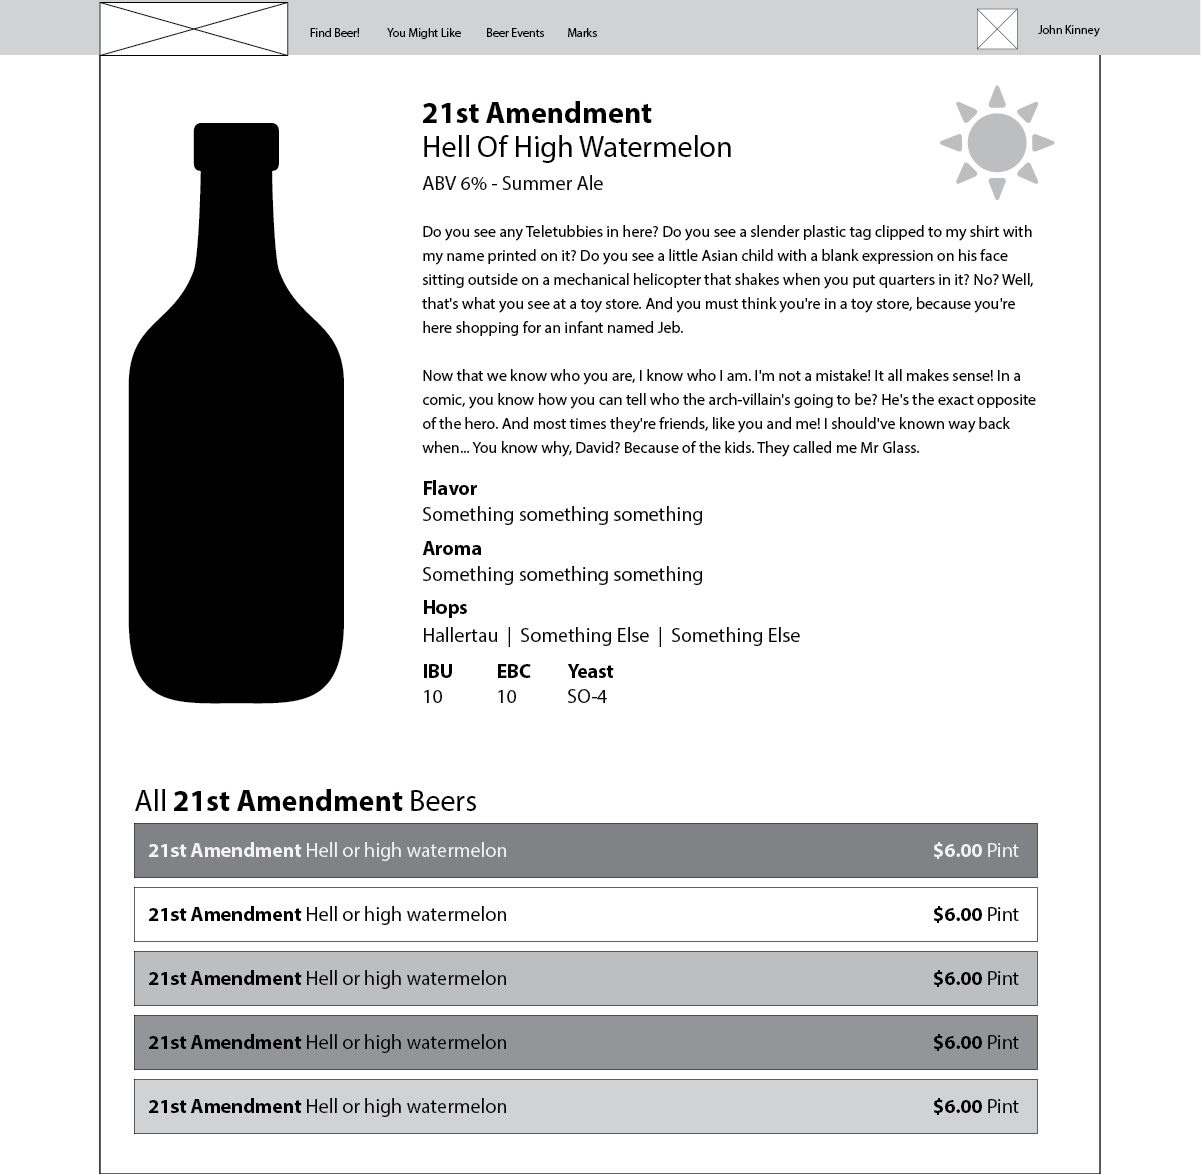 Find Beer! You Might Like Beer Events Marks John Kinney
21st Amendment
Hell Of High Watermelon
ABV 6% - Summer Ale
Do you see any Teletubbies in here? Do you see a slender plastic tag clipped to my shirt with
my name printed on it? Do you see a little Asian child with a blank expression on his face
sitting outside on a mechanical helicopter that shakes when you put quarters in it? No? Well,
that's what you see at a toy store. And you must think you're in a toy store, because you're
here shopping for an infant named Jeb.
Now that we know who you are, I know who I am. I'm not a mistake! It all makes sense! In a
comic, you know how you can tell who the arch-villain's going to be? He's the exact opposite
of the hero. And most times they're friends, like you and me! I should've known way back
when... You know why, David? Because of the kids. They called me Mr Glass.
Flavor
Something something something
Aroma
Something something something
Hops
Hallertau | Something Else | Something Else
IBU EBC Yeast
10 10 SO-4
All 21st Amendment Beers
21st Amendment Hell or high watermelon $6.00 Pint
21st Amendment Hell or high watermelon $6.00 Pint
21st Amendment Hell or high watermelon $6.00 Pint
21st Amendment Hell or high watermelon $6.00 Pint
21st Amendment Hell or high watermelon $6.00 Pint